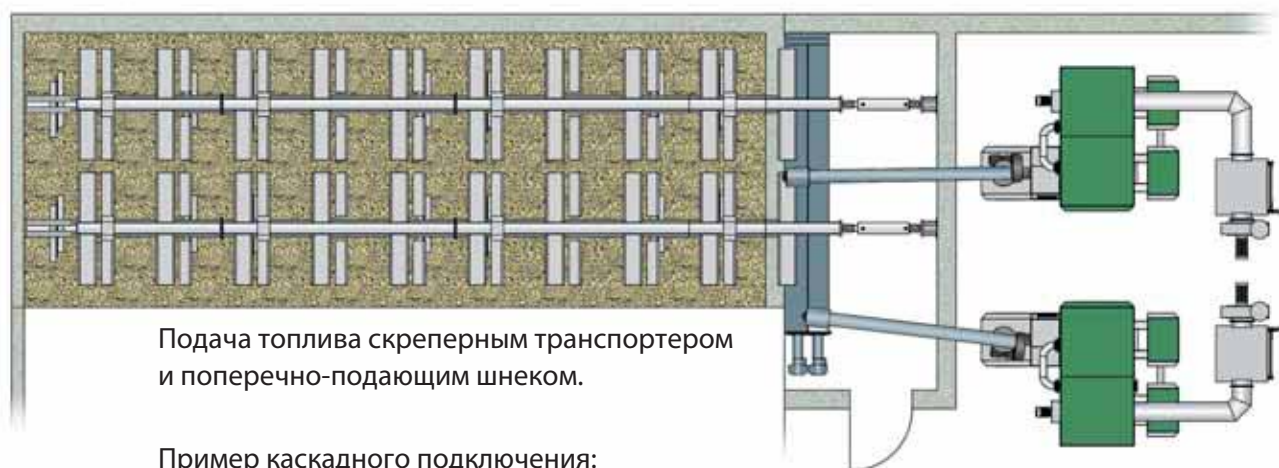 Подача топлива скреперным транспортером
и поперечно-подающим шнеком.
Пример каскадного подключения: